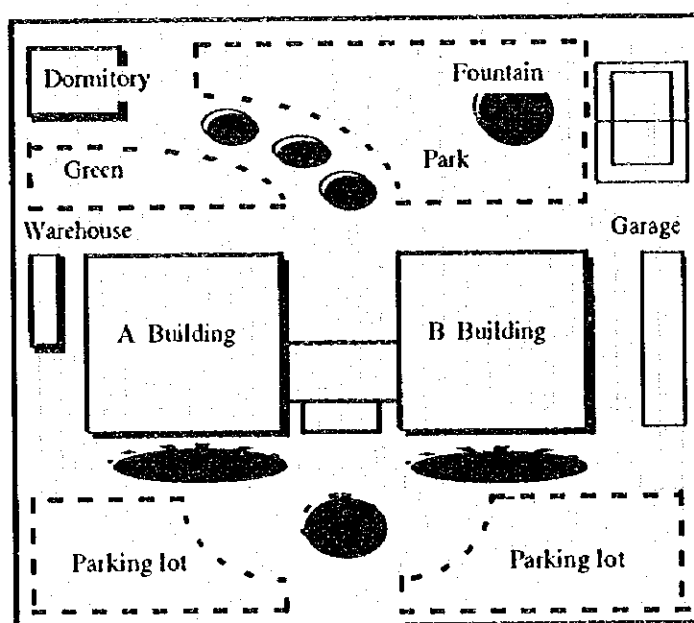 Dormitory
Fountain
Park
Green
Warehouse
Garage
A Building
B Building
Parking lot
Parking lot